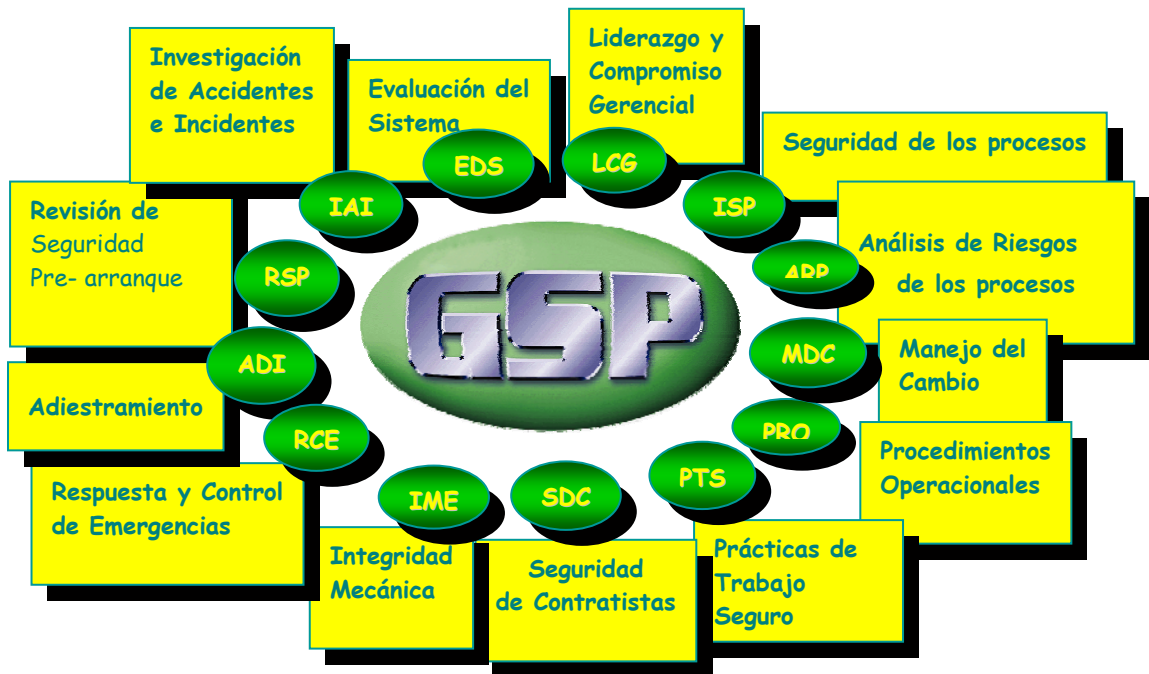 Investigación
de Accidentes
e Incidentes
Evaluación del
Sistema
Liderazgo y
Compromiso
Gerencial
Seguridad de los procesos
EDS
LCG
IAI
ISP
Revisión de
Seguridad
Pre- arranque
RSP
GSP
Análisis de Riesgos
de los procesos
ADI
MDC
Manejo del
Cambio
Adiestramiento
RCE
PRO
Procedimientos
Operacionales
Respuesta y Control
de Emergencias
IME
SDC
PTS
Integridad
Mecánica
Seguridad
de Contratistas
Prácticas de
Trabajo
Seguro